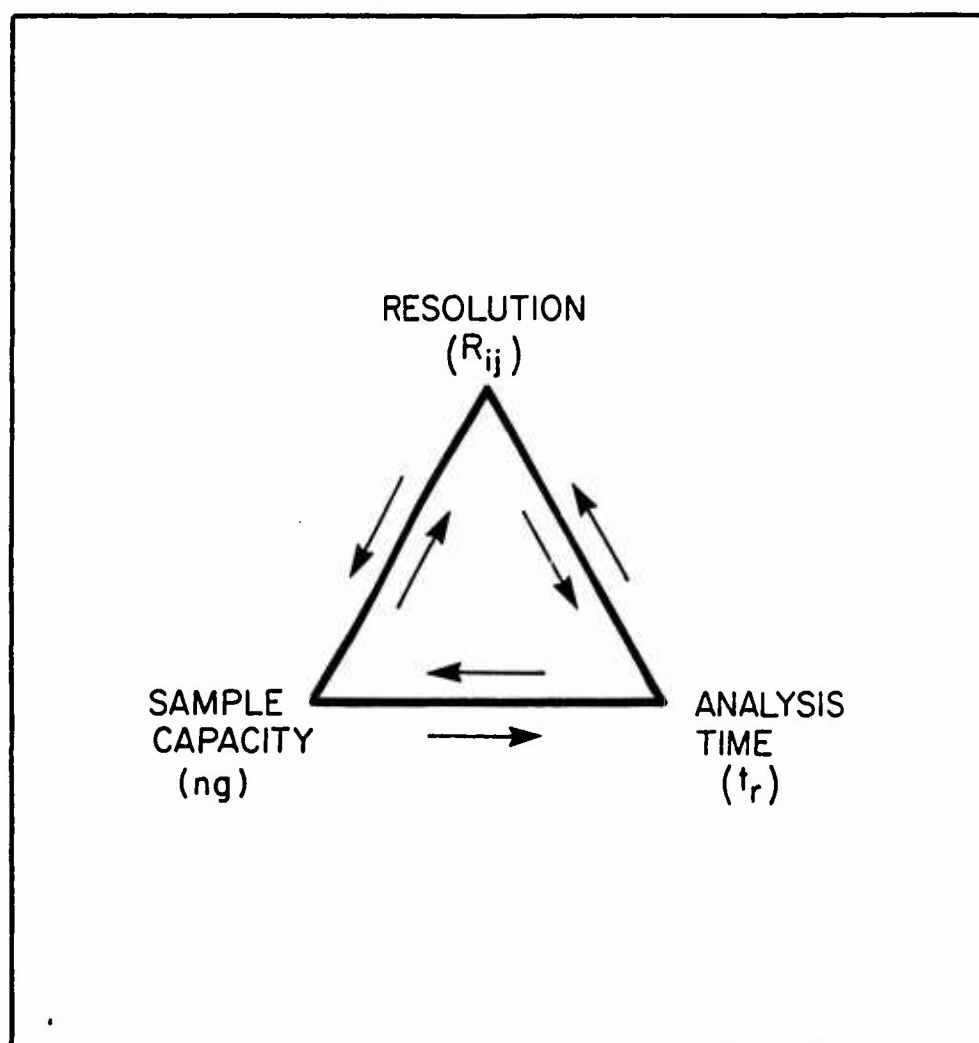 RESOLUTION
(Rij)
SAMPLE
CAPACITY
(ng)
ANALYSIS
TIME
(tr)